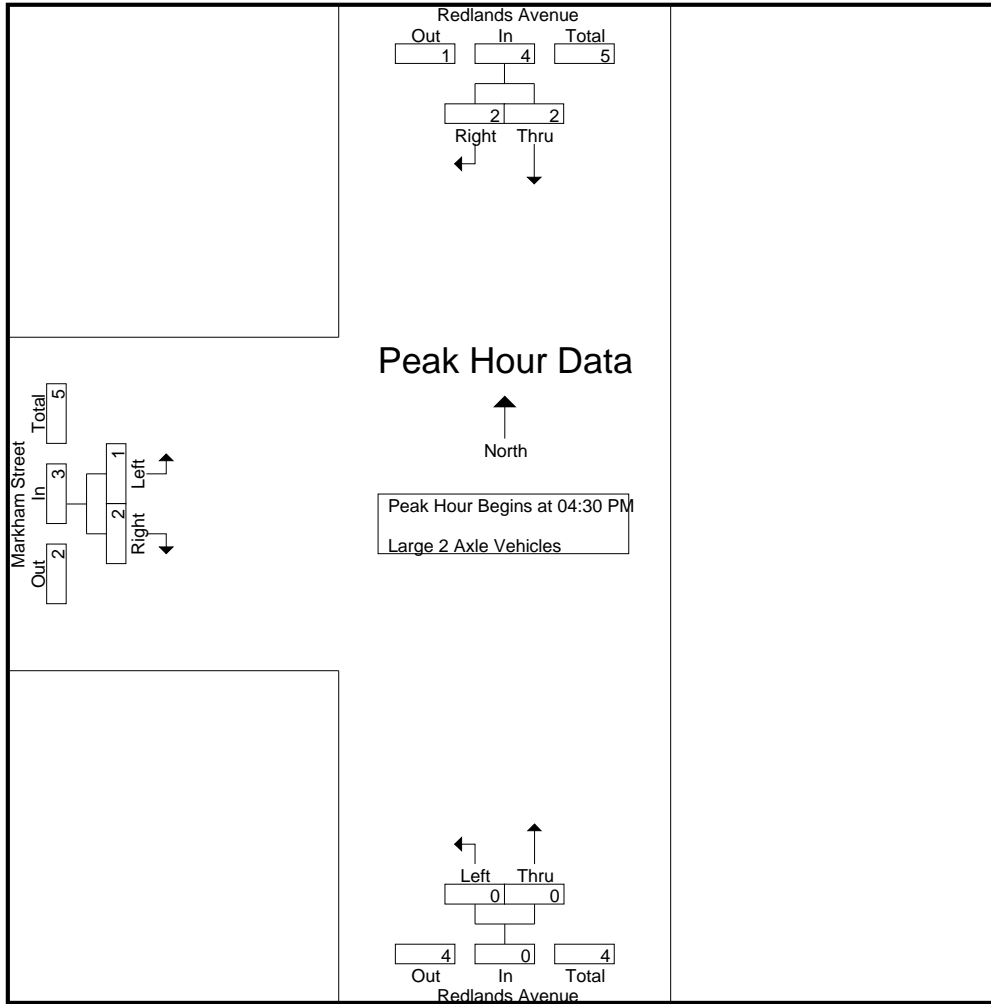 Redlands Avenue
Out In Total
1 4 5
2 2
Right Thru
Peak Hour Data
North
Peak Hour Begins at 04:30 PM
Large 2 Axle Vehicles
Markham Street
Out In Total
2 3 5
2 1
Right Left
Left Thru
0 0
4 0 4
Out In Total
Redlands Avenue